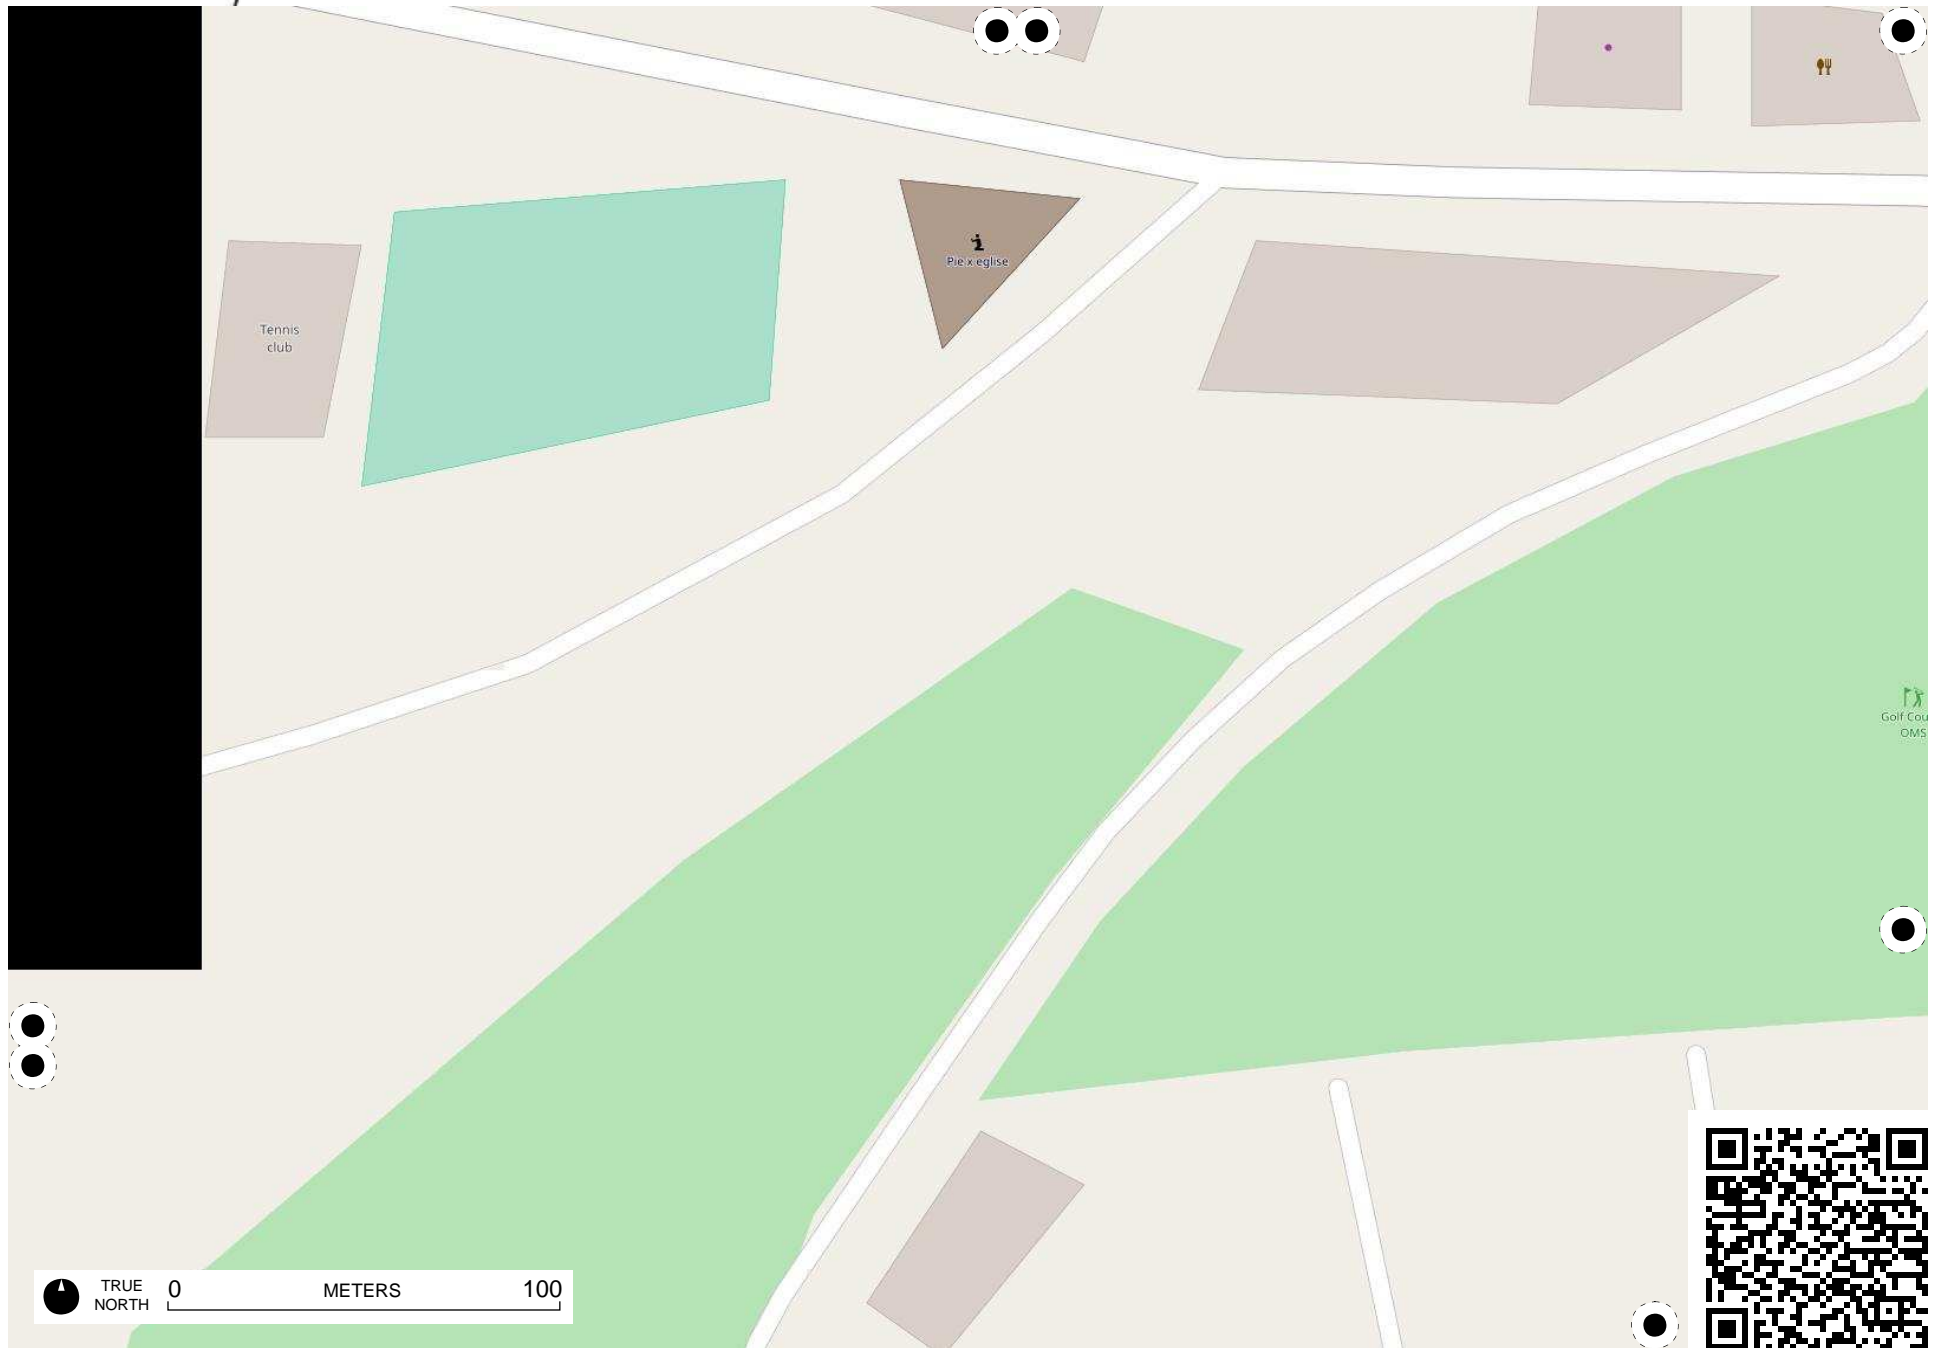 Pie x eglise
Tennis
club
Golf Cou
OMS
TRUE
NORTH
0
METERS
100